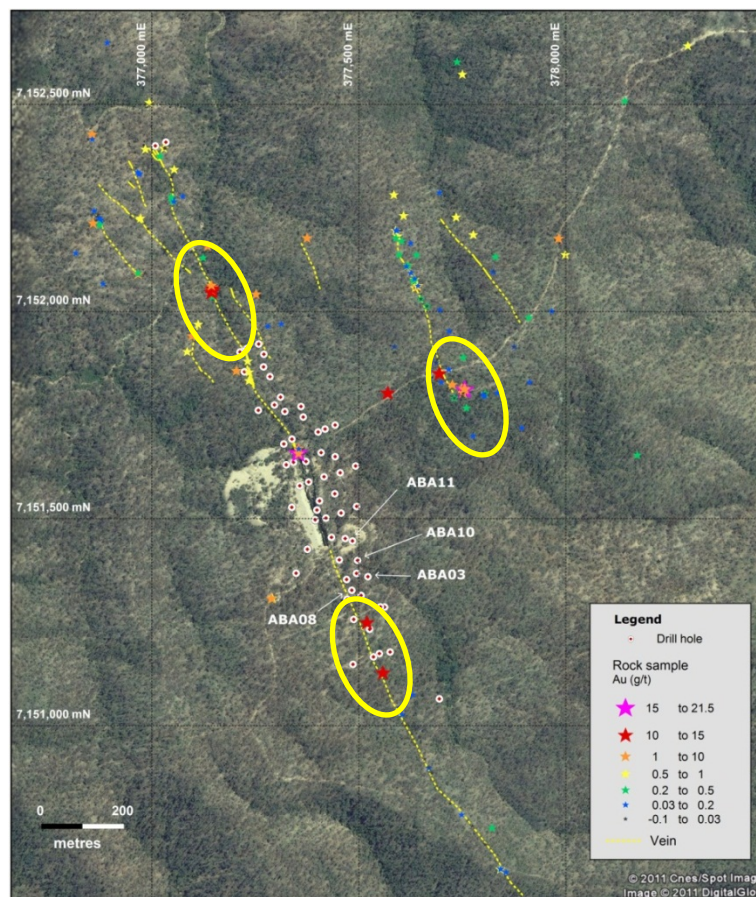 377,000 mE
377,500 mE
378,000 mE
7,152,500 mN
7,152,000 mN
7,151,500 mN
7,151,000 mN
ABA11
ABA10
ABA03
ABA08
Legend
Drill hole
Rock sample
Au (g/t)
15 to 21.5
10 to 15
1 to 10
0.5 to 1
0.2 to 0.5
0.03 to 0.2
-0.1 to 0.03
Vein
0 200
metres
© 2011 Cnes/Spot Imag
Image © 2011 DigitalGlo